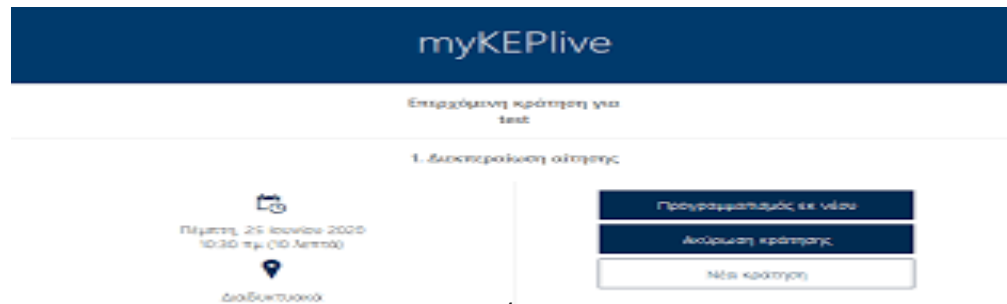 myKEPlive
Επερχόμενη κράτηση για
test
1. Διεκπεραίωση αίτησης
Πέμπτη, 25 Ιουνίου 2020
10:30 πμ (10 Λεπτά)
Διαδικτυακά
Προγραμματισμός εκ νέου
Ακύρωση κράτησης
Νέα κράτηση